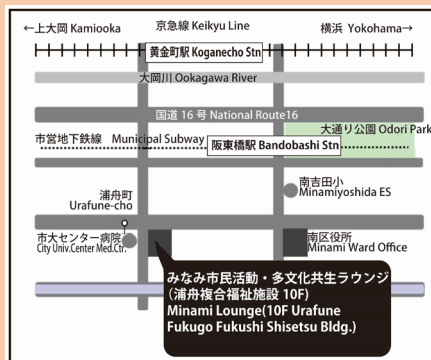 ←上大岡 Kamiooka
京急線 Keikyu Line
横浜 Yokohama→
黄金町駅 Koganecho Stn
大岡川 Ookagawa River
国道 16 号 National Route16
大通り公園 Odori Park
市営地下鉄線 Municipal Subway
阪東橋駅 Bandobashi Stn
南吉田小
Minamiyoshida ES
浦舟町
Urafune-cho
市大センター病院
City Univ.Center Med.Ctr.
南区役所
Minami Ward Office
みなみ市民活動・多文化共生ラウンジ
(浦舟複合福祉施設 10F)
Minami Lounge(10F Urafune
Fukugo Fukushi Shisetsu Bldg.)